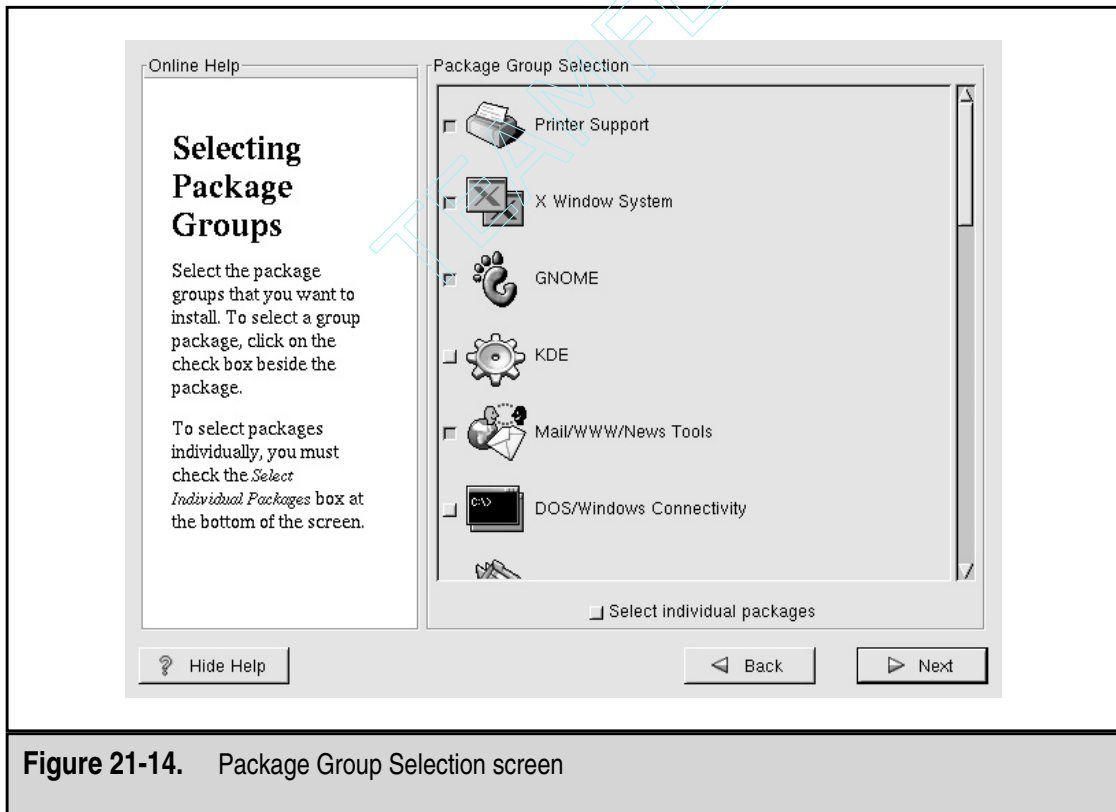 Online Help
Selecting
Package
Groups
Select the package
groups that you want to
install. To select a group
package, click on the
check box beside the
package.
To select packages
individually, you must
check the Select
Individual Packages box at
the bottom of the screen.
Package Group Selection
Printer Support
X Window System
GNOME
KDE
Mail/WWW/News Tools
C:\>
DOS/Windows Connectivity
Select individual packages
? Hide Help
Back
Next
TEAMFL
Figure 21-14. Package Group Selection screen